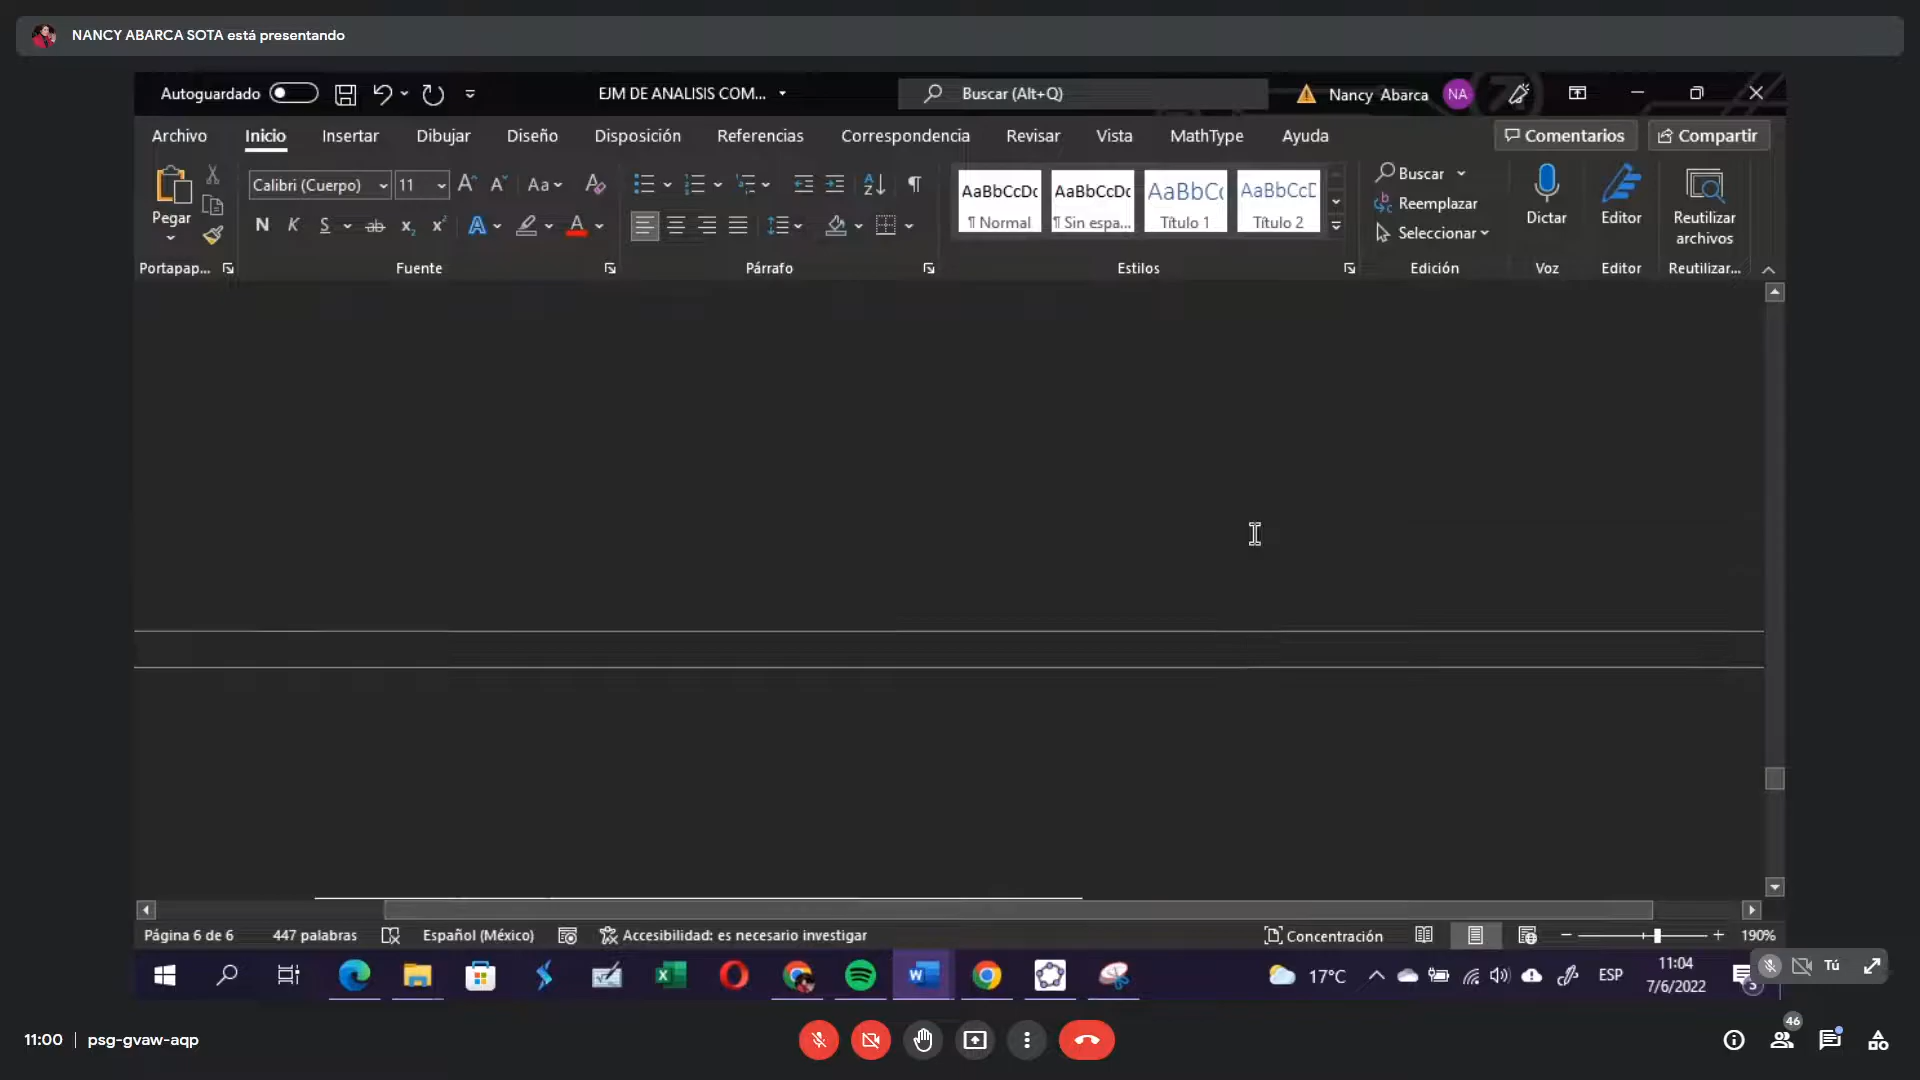 NANCY ABARCA SOTA está presentando
Autoguardado
EJM DE ANALISIS COM...
Buscar (Alt+Q)
Nancy Abarca
NA
Archivo
Inicio
Insertar
Dibujar
Diseño
Disposición
Referencias
Correspondencia
Revisar
Vista
MathType
Ayuda
Comentarios
Compartir
Pegar
Calibri (Cuerpo)
11
Aa
N K S ab x₂ x²
AaBbCcDc
¶ Normal
AaBbCcDc
¶ Sin espa...
AaBbC(
Título 1
AaBbCcD
Título 2
Buscar
Reemplazar
Seleccionar
Dictar
Editor
Reutilizar
archivos
Portapap...
Fuente
Párrafo
Estilos
Edición
Voz
Editor
Reutilizar...
Página 6 de 6
447 palabras
Español (México)
Accesibilidad: es necesario investigar
Concentración
190%
17°C
ESP
11:04
7/6/2022
Tú
11:00 | psg-gvaw-aqp
46